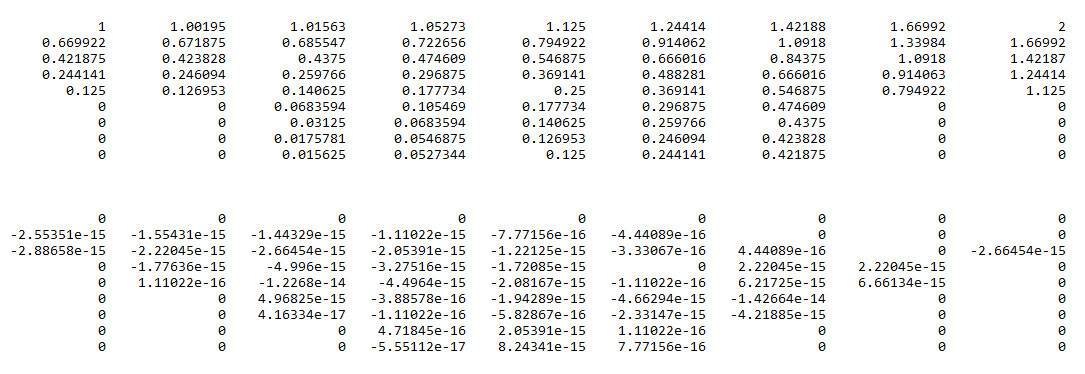 1 1.00195 1.01563 1.05273 1.125 1.24414 1.42188 1.66992 2
0.669922 0.671875 0.685547 0.722656 0.794922 0.914062 1.0918 1.33984 1.66992
0.421875 0.423828 0.4375 0.474609 0.546875 0.666016 0.84375 1.0918 1.42187
0.244141 0.246094 0.259766 0.296875 0.369141 0.488281 0.666016 0.914063 1.24414
0.125 0.126953 0.140625 0.177734 0.25 0.369141 0.546875 0.794922 1.125
0 0 0.0683594 0.105469 0.177734 0.296875 0.474609 0 0
0 0 0.03125 0.0683594 0.140625 0.259766 0.4375 0 0
0 0 0.0175781 0.0546875 0.126953 0.246094 0.423828 0 0
0 0 0.015625 0.0527344 0.125 0.244141 0.421875 0 0
0 0 0 0 0 0 0 0 0
-2.55351e-15 -1.55431e-15 -1.44329e-15 -1.11022e-15 -7.77156e-16 -4.44089e-16 0 0 0
-2.88658e-15 -2.22045e-15 -2.66454e-15 -2.05391e-15 -1.22125e-15 -3.33067e-16 4.44089e-16 0 -2.66454e-15
0 -1.77636e-15 -4.996e-15 -3.27516e-15 -1.72085e-15 0 2.22045e-15 2.22045e-15 0
0 1.11022e-16 -1.2268e-14 -4.4964e-15 -2.08167e-15 -1.11022e-16 6.21725e-15 6.66134e-15 0
0 0 4.96825e-15 -3.88578e-16 -1.94289e-15 -4.66294e-15 -1.42664e-14 0 0
0 0 4.16334e-17 -1.11022e-16 -5.82867e-16 -2.33147e-15 -4.21885e-15 0 0
0 0 0 4.71845e-16 2.05391e-15 1.11022e-16 0 0 0
0 0 0 -5.55112e-17 8.24341e-15 7.77156e-16 0 0 0